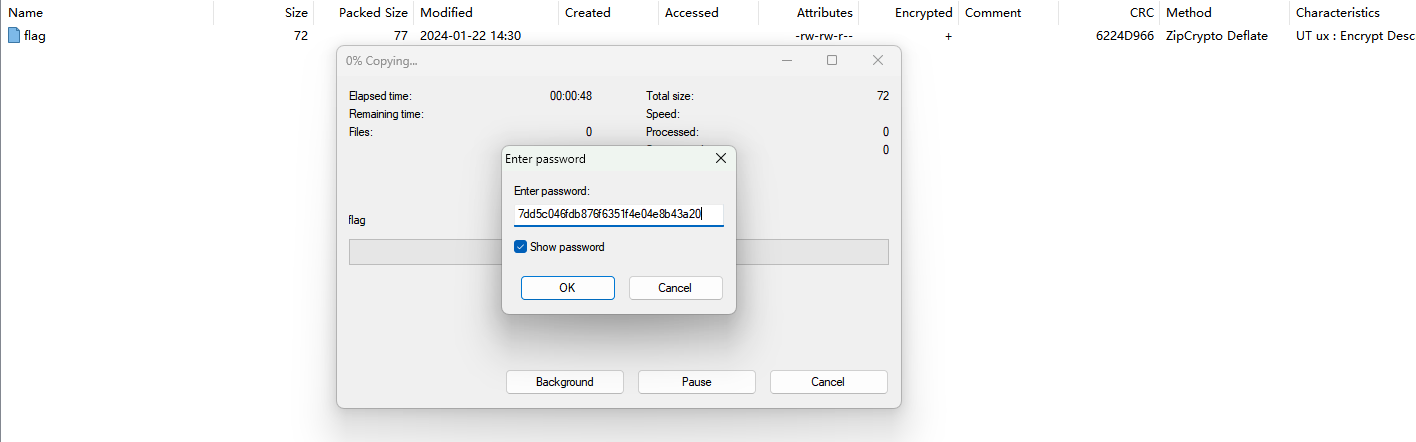 Name Size Packed Size Modified Created Accessed Attributes Encrypted Comment CRC Method Characteristics
flag 72 77 2024-01-22 14:30 -rw-rw-r-- + 6224D966 ZipCrypto Deflate UT ux : Encrypt Desc
0% Copying...
Elapsed time: 00:00:48 Total size: 72
Remaining time: Speed:
Files: 0 Processed: 0
0
Enter password
Enter password:
7dd5c046fdb876f6351f4e04e8b43a20
flag
Show password
OK Cancel
Background Pause Cancel